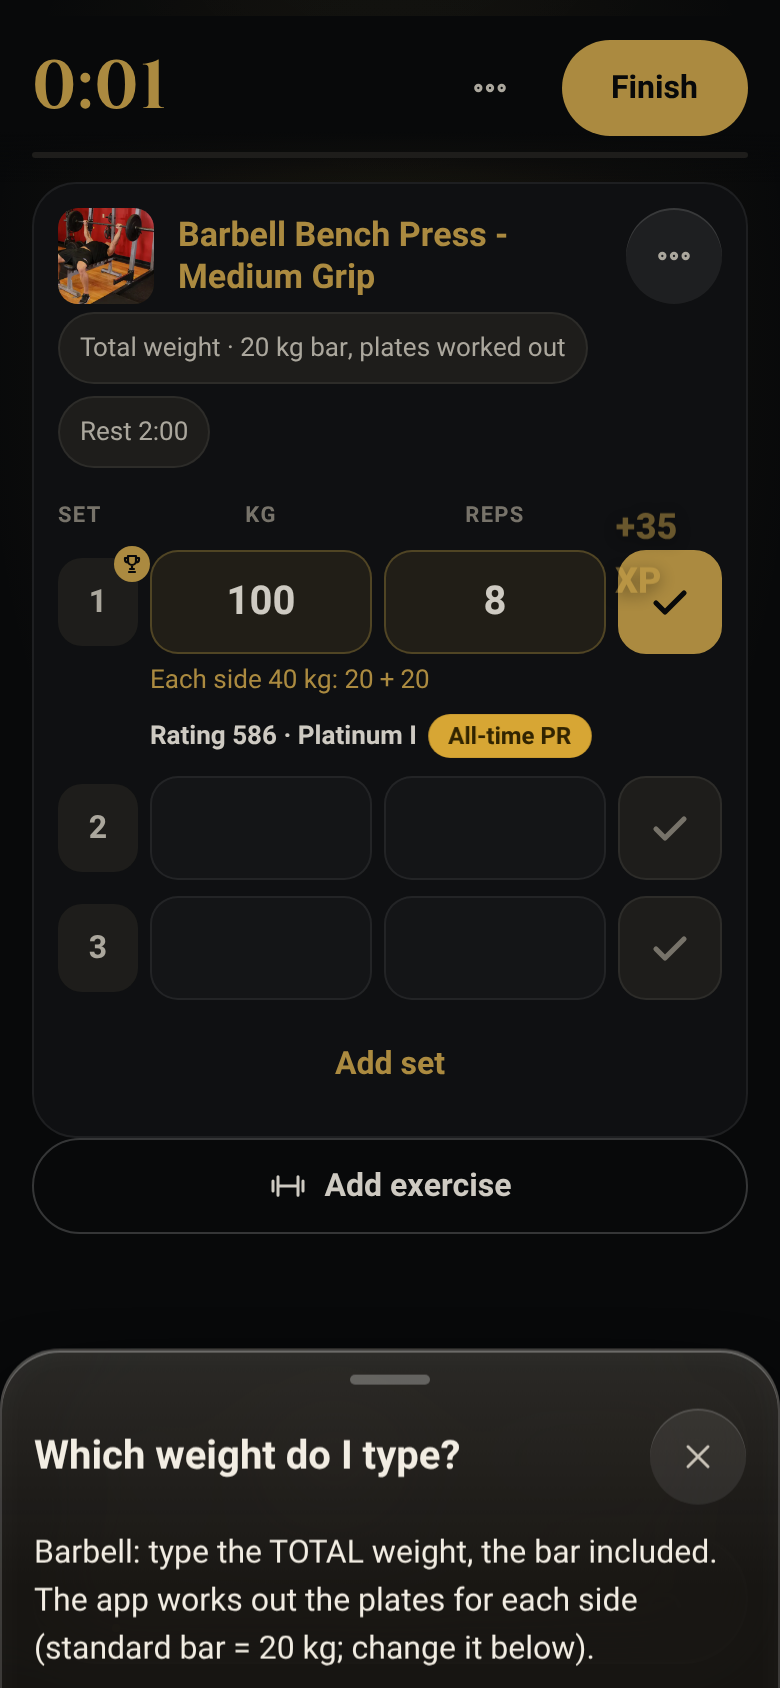 0:01
Finish
Barbell Bench Press -
Medium Grip
Total weight · 20 kg bar, plates worked out
Rest 2:00
SET KG REPS
+35
XP
1 100 8
Each side 40 kg: 20 + 20
Rating 586 · Platinum I All-time PR
2
3
Add set
Add exercise
Which weight do I type?
Barbell: type the TOTAL weight, the bar included.
The app works out the plates for each side
(standard bar = 20 kg; change it below).